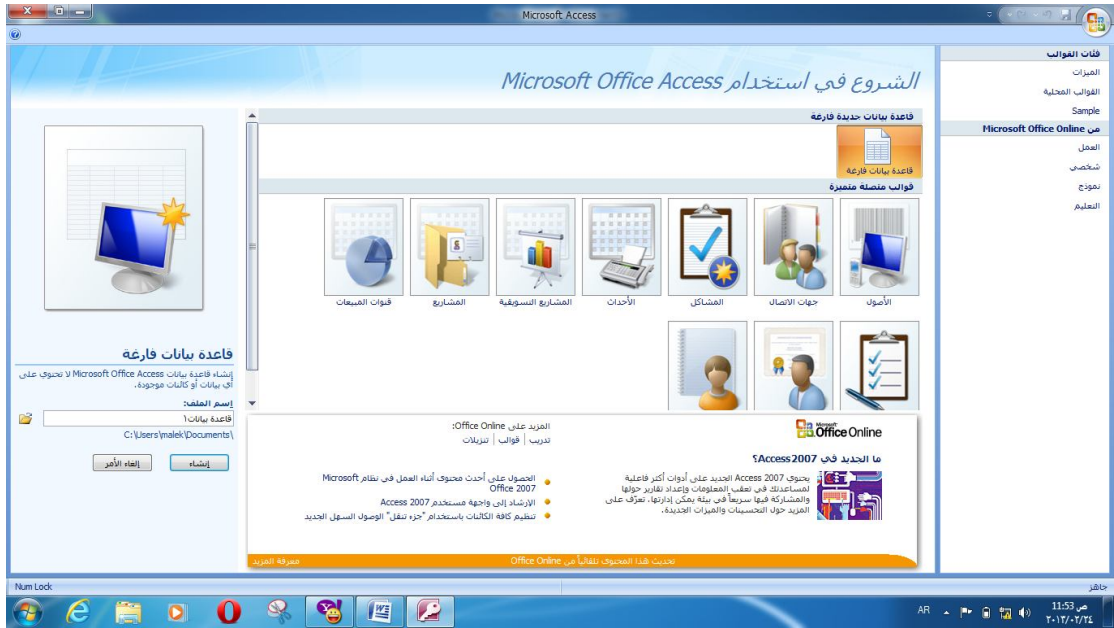 Microsoft Access
فئات القوالب
الميزات
القوالب المحلية
Sample
من Microsoft Office Online
العمل
شخصي
نموذج
التعليم
الشروع في استخدام Microsoft Office Access
قاعدة بيانات جديدة فارغة
قاعدة بيانات فارغة
قوالب متصلة متميزة
الأصول
جهات الاتصال
المشاكل
الأحداث
المشاريع التسويقية
المشاريع
قنوات المبيعات
Microsoft Office Online
ما الجديد في Access 2007؟
يحتوي Access 2007 الجديد على أدوات أكثر فاعلية
لمساعدتك في تعقب المعلومات وإعداد تقارير حولها
والمشاركة فيها سريعاً في بيئة يمكن إدارتها، تعرّف على
المزيد حول التحسينات والميزات الجديدة.
المزيد على Office Online:
تدريب | قوالب | تنزيلات
الحصول على أحدث محتوى أثناء العمل في نظام Microsoft
Office 2007
الإرشاد إلى واجهة مستخدم Access 2007
تنظيم كافة الكائنات باستخدام "جزء تنقل" الوصول السهل الجديد
تحديث هذا المحتوى تلقائياً من Office Online
معرفة المزيد
قاعدة بيانات فارغة
إنشاء قاعدة بيانات Microsoft Office Access لا تحتوي على
أي بيانات أو كائنات موجودة.
إسم الملف:
قاعدة بيانات١
C:\Users\malek\Documents\
إنشاء
إلغاء الأمر
جاهز
Num Lock
AR
11:53 ص
٢٠١٣/٠٢/٢٤